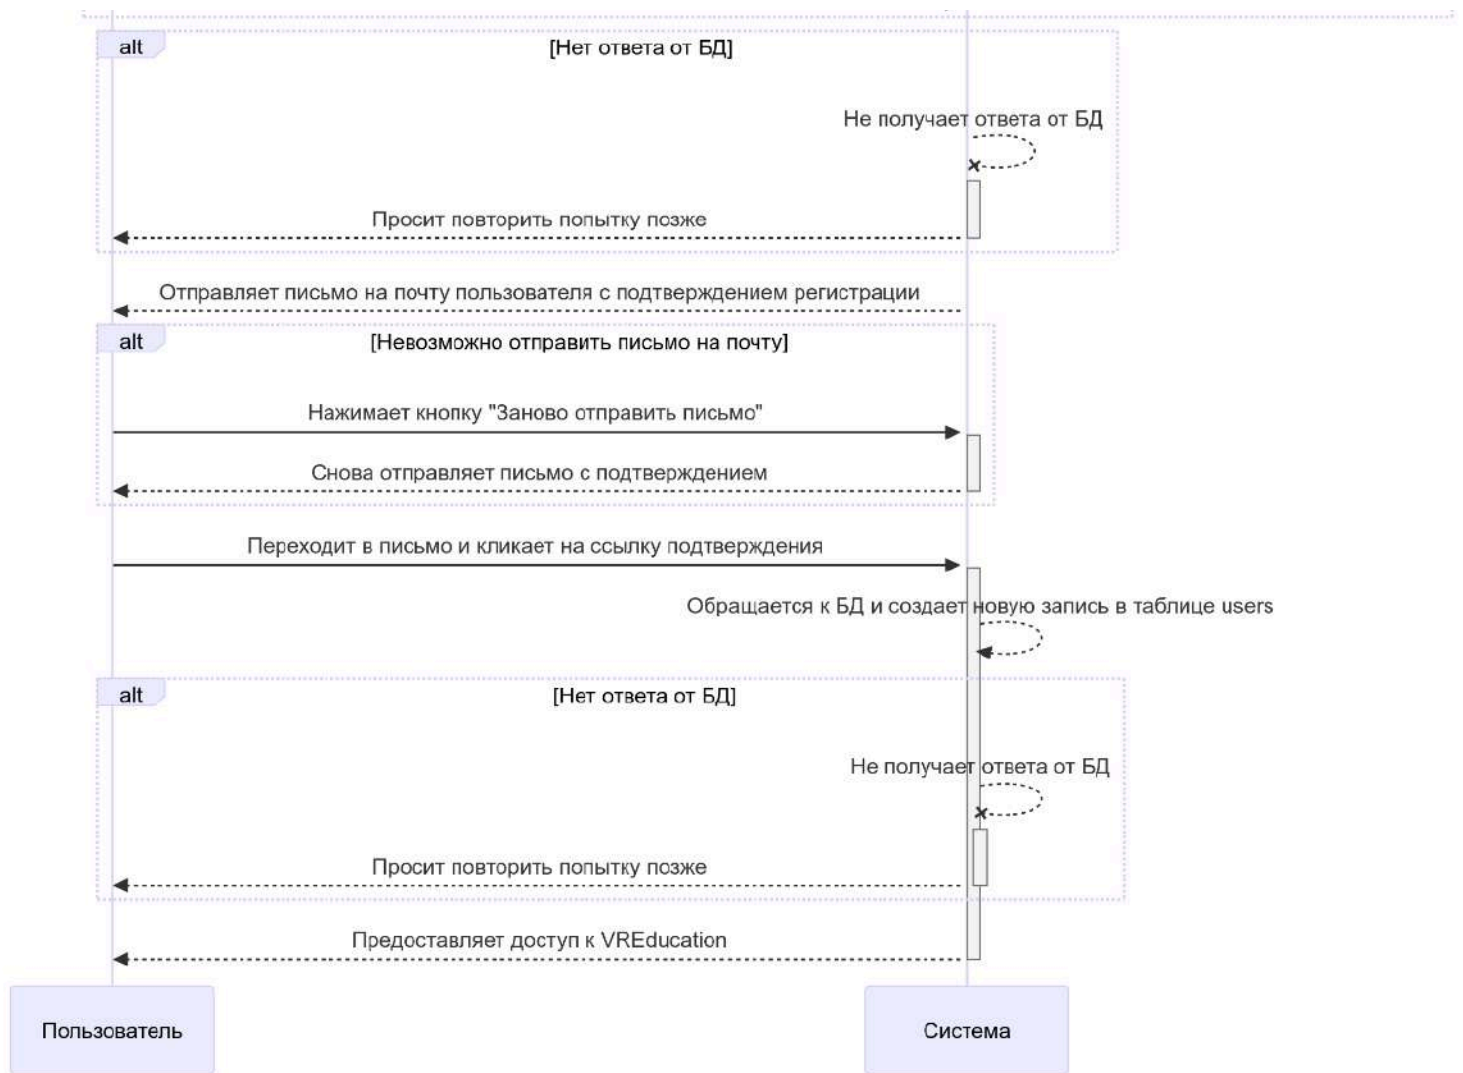 alt
[Нет ответа от БД]
Не получает ответа от БД
Просит повторить попытку позже
Отправляет письмо на почту пользователя с подтверждением регистрации
alt
[Невозможно отправить письмо на почту]
Нажимает кнопку "Заново отправить письмо"
Снова отправляет письмо с подтверждением
Переходит в письмо и кликает на ссылку подтверждения
Обращается к БД и создает новую запись в таблице users
alt
[Нет ответа от БД]
Не получает ответа от БД
Просит повторить попытку позже
Предоставляет доступ к VREducation
Пользователь
Система